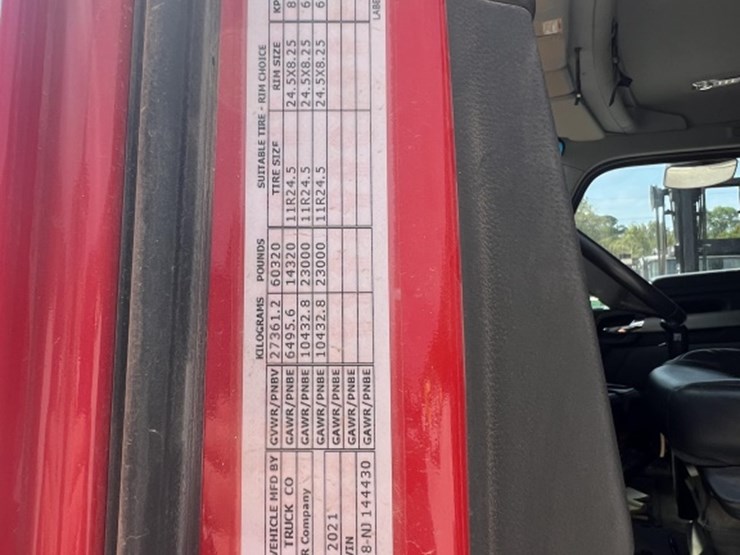 VEHICLE MFD BY
TRUCK CO
Company
2021
8-NJ 144430
KILOGRAMS POUNDS SUITABLE TIRE - RIM CHOICE
TIRE SIZE RIM SIZE KP
GVWR/PNBV 27361.2 60320
GAWR/PNBE 6495.6 14320 11R24.5 24.5X8.25
GAWR/PNBE 10432.8 23000 11R24.5 24.5X8.25 6
GAWR/PNBE 10432.8 23000 11R24.5 24.5X8.25 6
GAWR/PNBE
GAWR/PNBE
GAWR/PNBE